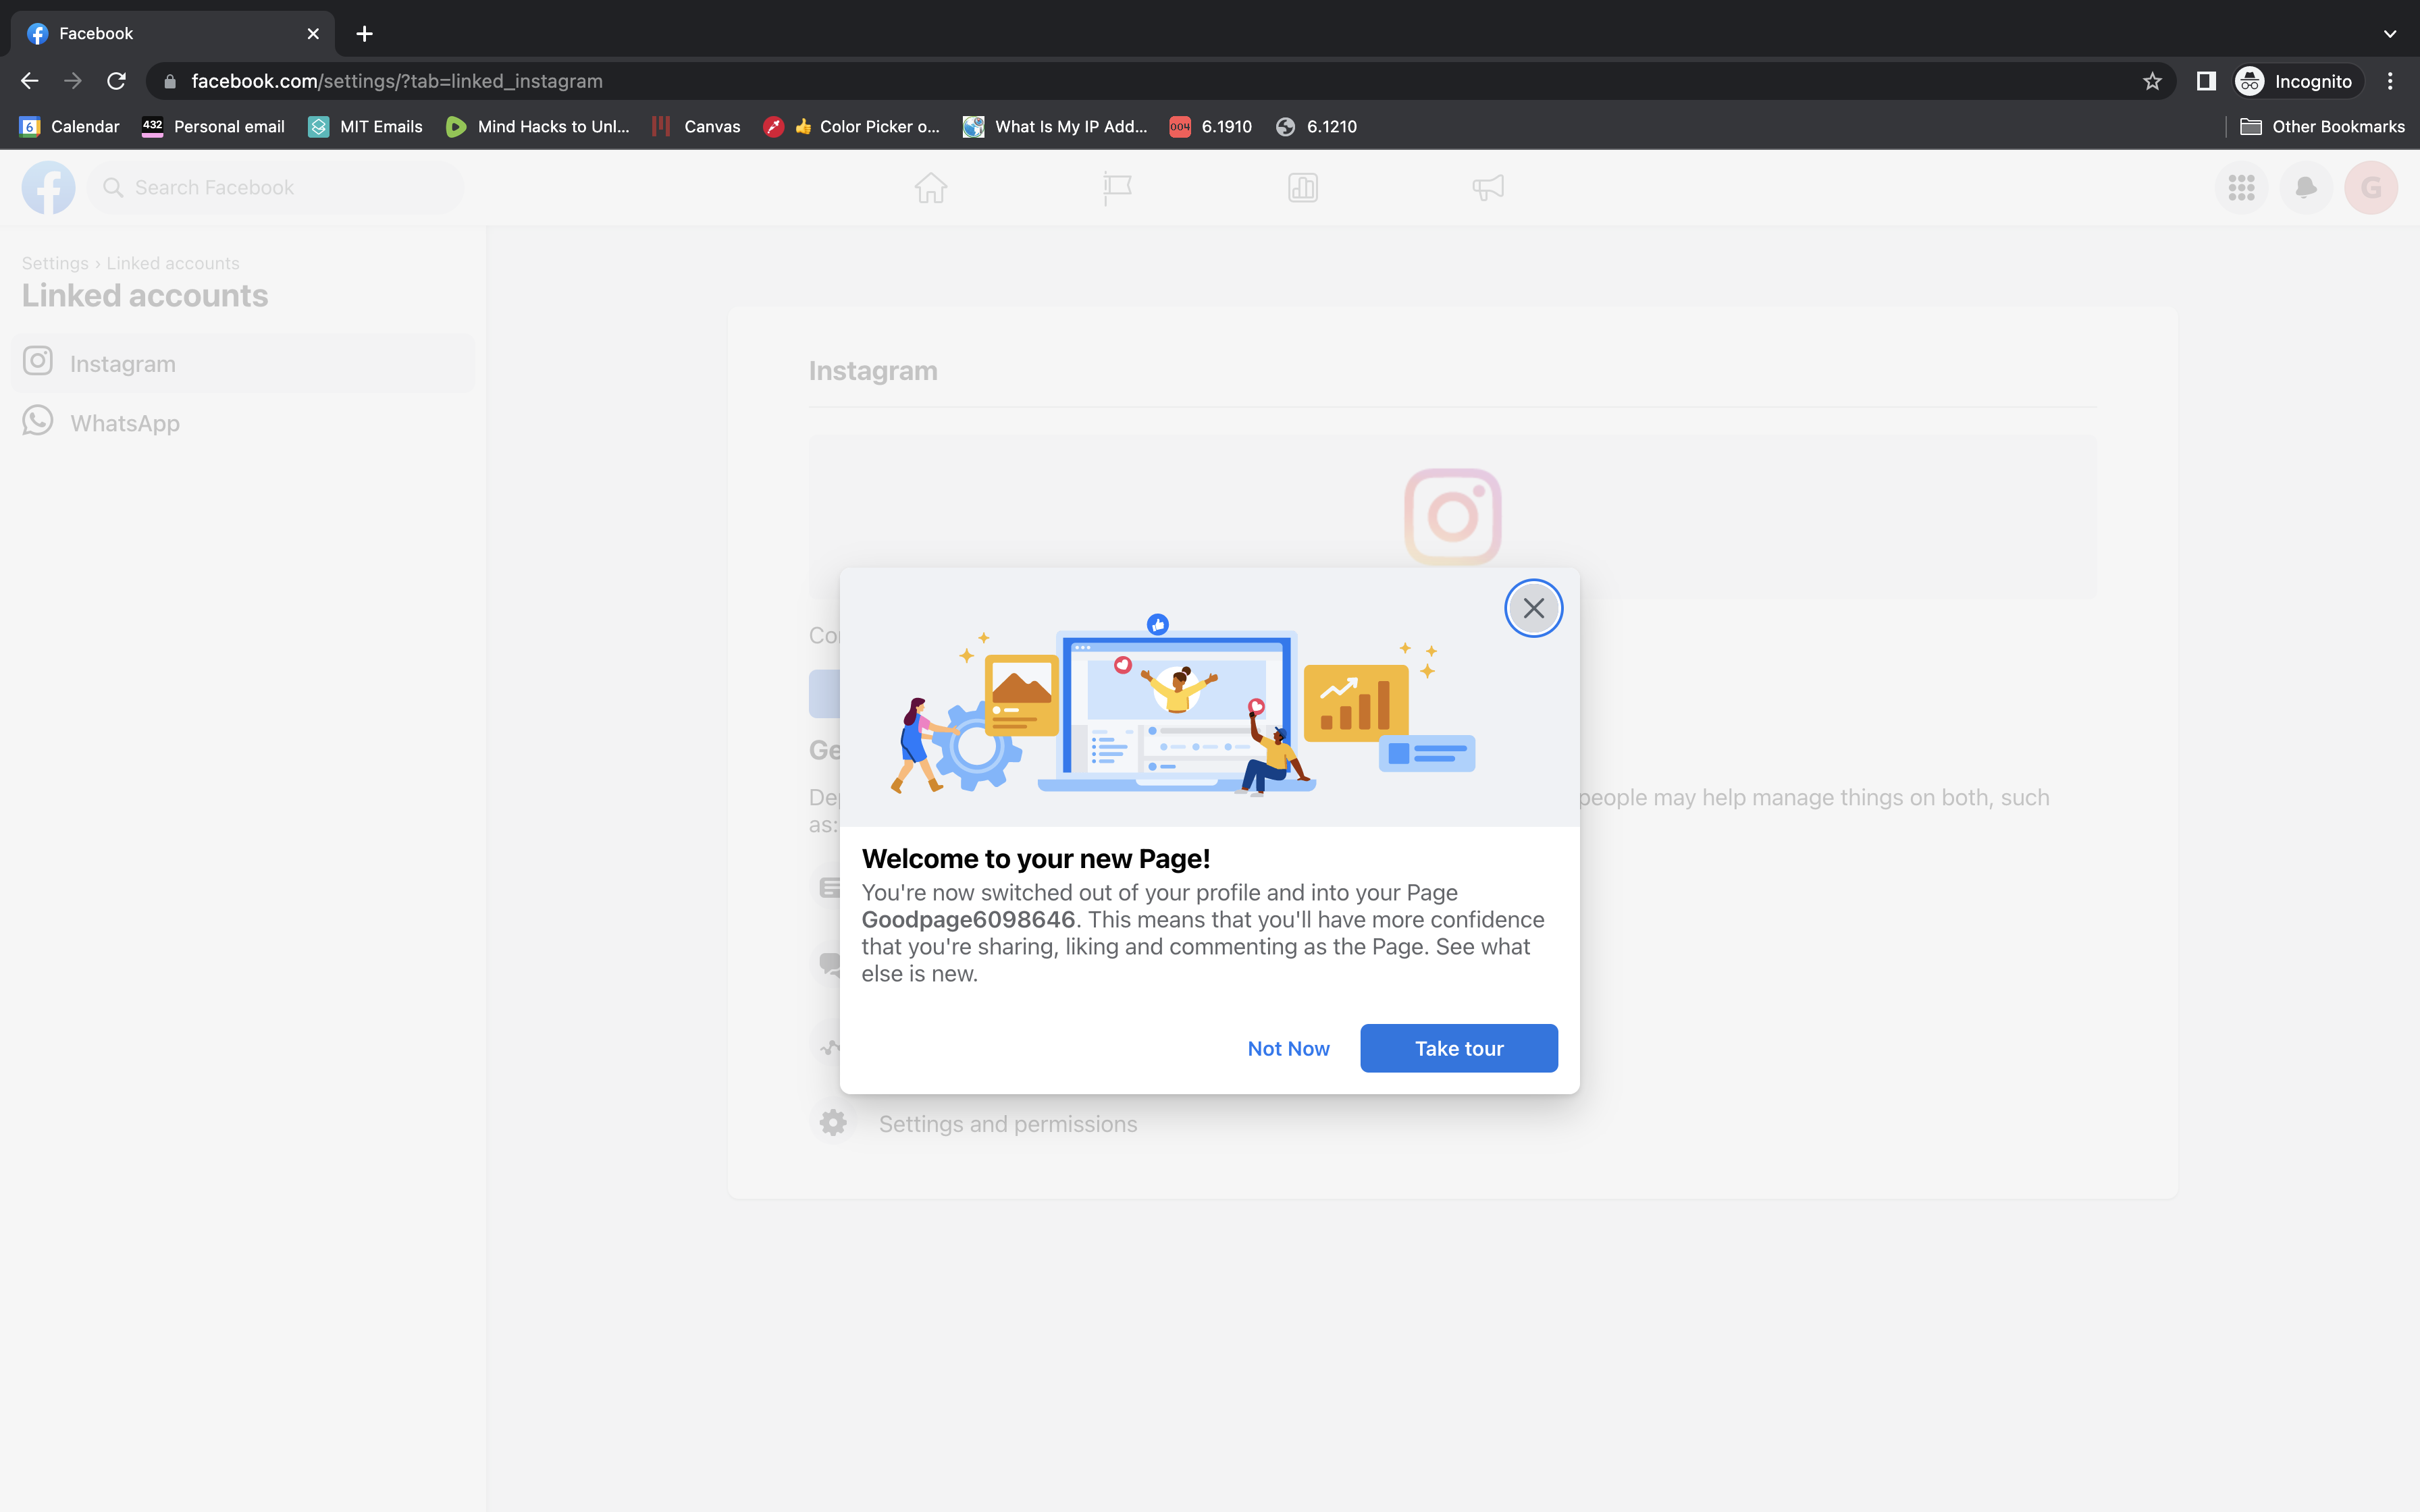 Facebook
facebook.com/settings/?tab=linked_instagram
Incognito
6 Calendar
432 Personal email
MIT Emails
Mind Hacks to Unl...
Canvas
👍 Color Picker o...
What Is My IP Add...
004 6.1910
6.1210
Other Bookmarks
Search Facebook
G
Settings › Linked accounts
Linked accounts
Instagram
WhatsApp
Instagram
Welcome to your new Page!
You're now switched out of your profile and into your Page
Goodpage6098646. This means that you'll have more confidence
that you're sharing, liking and commenting as the Page. See what
else is new.
Not Now
Take tour
people may help manage things on both, such
as:
Settings and permissions